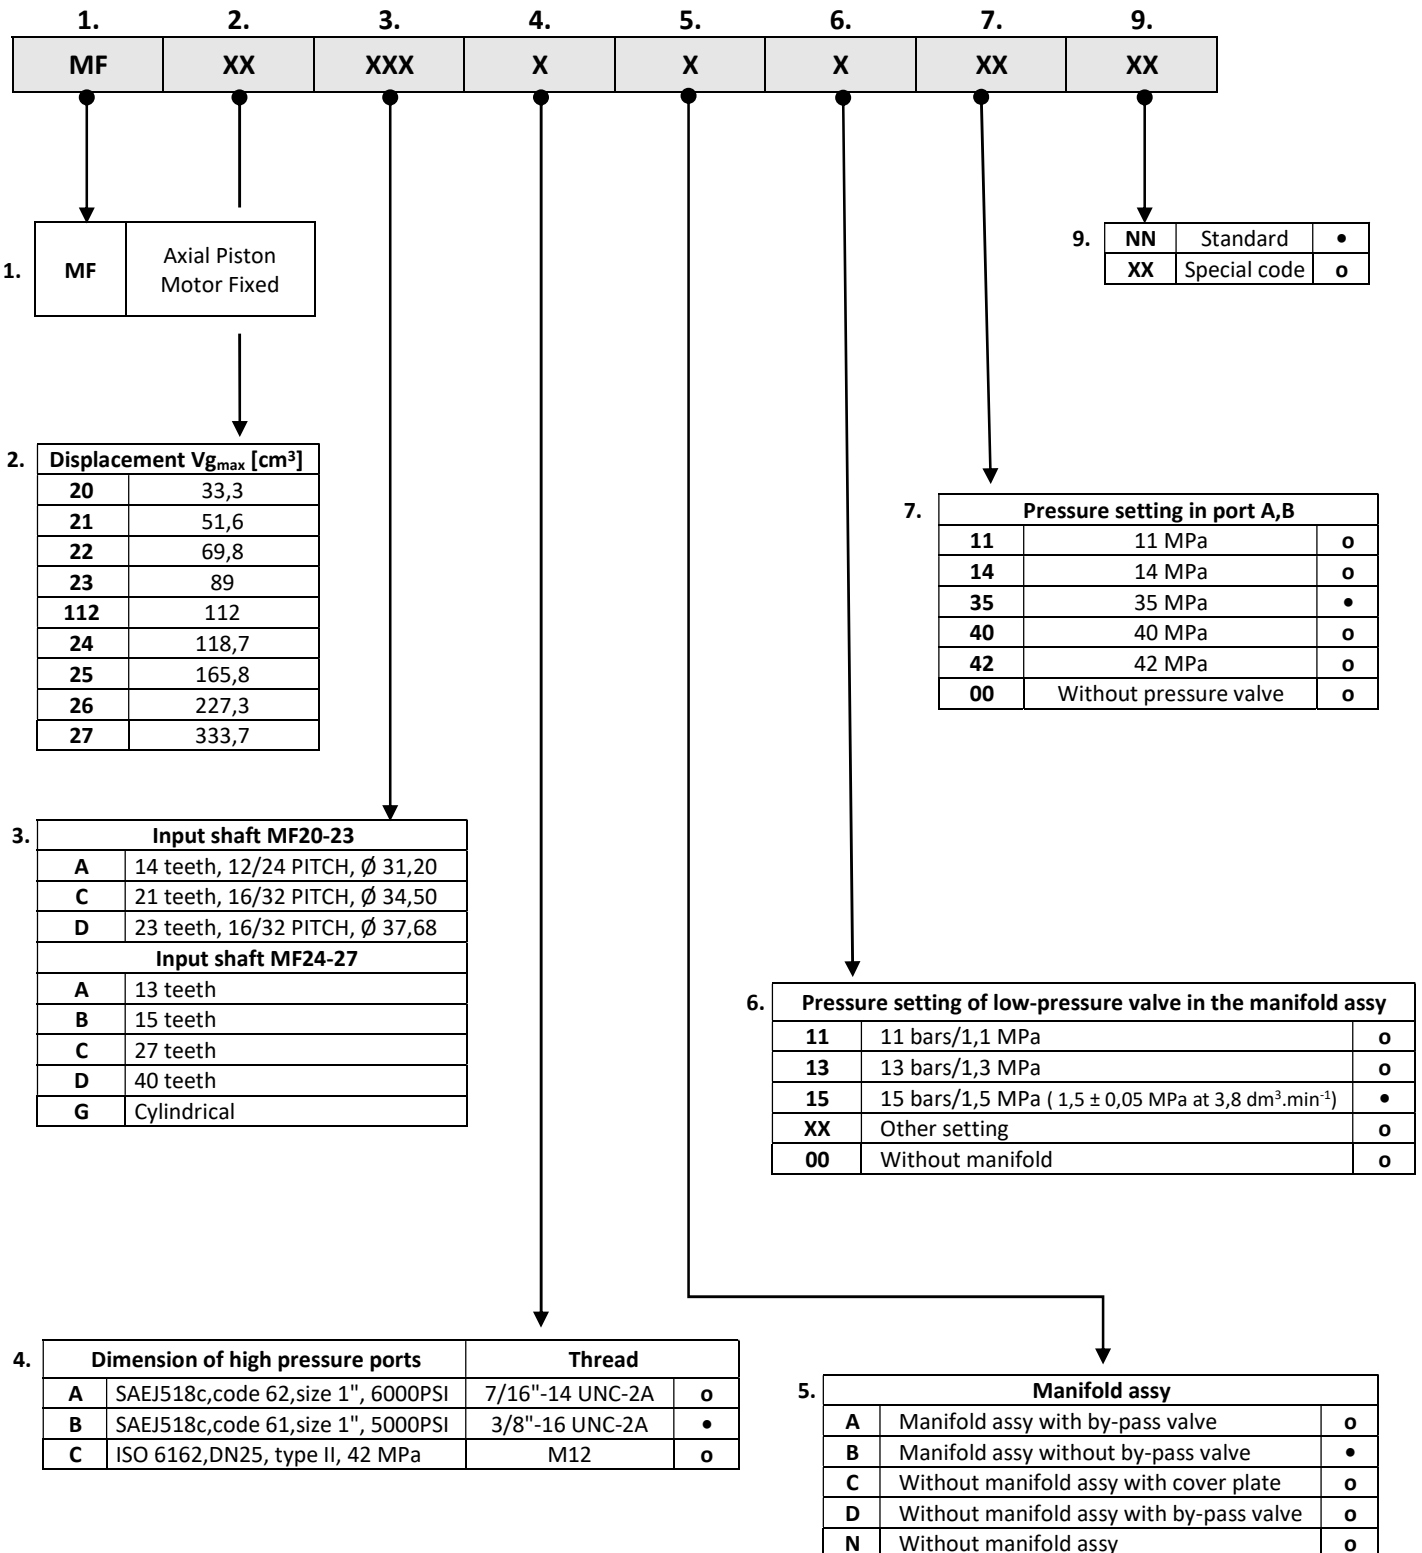 1. 2. 3. 4. 5. 6. 7. 9.
MF XX XXX X X X XX XX
1. MF Axial Piston
Motor Fixed
9. NN Standard •
XX Special code o
2. Displacement Vgmax [cm³]
20 33,3
21 51,6
22 69,8
23 89
112 112
24 118,7
25 165,8
26 227,3
27 333,7
7. Pressure setting in port A,B
11 11 MPa o
14 14 MPa o
35 35 MPa •
40 40 MPa o
42 42 MPa o
00 Without pressure valve o
3. Input shaft MF20-23
A 14 teeth, 12/24 PITCH, Ø 31,20
C 21 teeth, 16/32 PITCH, Ø 34,50
D 23 teeth, 16/32 PITCH, Ø 37,68
Input shaft MF24-27
A 13 teeth
B 15 teeth
C 27 teeth
D 40 teeth
G Cylindrical
6. Pressure setting of low-pressure valve in the manifold assy
11 11 bars/1,1 MPa o
13 13 bars/1,3 MPa o
15 15 bars/1,5 MPa ( 1,5 ± 0,05 MPa at 3,8 dm³.min⁻¹) •
XX Other setting o
00 Without manifold o
4. Dimension of high pressure ports Thread
A SAEJ518c,code 62,size 1", 6000PSI 7/16"-14 UNC-2A o
B SAEJ518c,code 61,size 1", 5000PSI 3/8"-16 UNC-2A •
C ISO 6162,DN25, type II, 42 MPa M12 o
5. Manifold assy
A Manifold assy with by-pass valve o
B Manifold assy without by-pass valve •
C Without manifold assy with cover plate o
D Without manifold assy with by-pass valve o
N Without manifold assy o